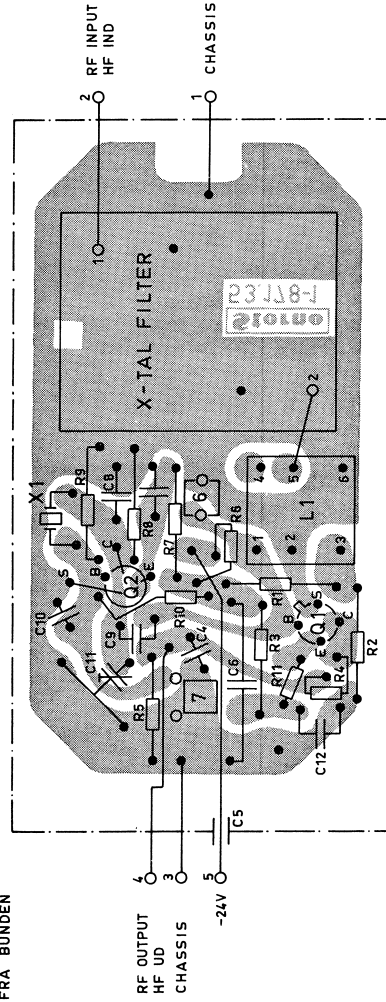 FRA BUNDEN
RF INPUT
HF IND
2
CHASSIS
1
1
X-TAL FILTER
53.178-1
Storno
2
X1
R9
C8
R8
S
B
C
Q2
E
C10
C9
R10
R7
6
R6
4
5
6
L1
1
2
3
C11
R5
C4
7
C6
R3
R1
B
S
Q1
E
C
R11
R4
R2
C12
C5
4
3
5
RF OUTPUT
HF UD
CHASSIS
-24V